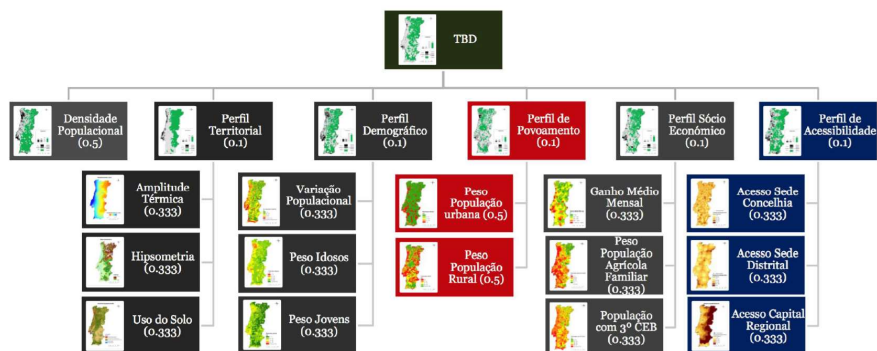 TBD
Densidade
Populacional
(0.5)
Perfil
Territorial
(0.1)
Perfil
Demográfico
(0.1)
Perfil de
Povoamento
(0.1)
Perfil Sócio
Económico
(0.1)
Perfil de
Acessibilidade
(0.1)
Amplitude
Térmica
(0.333)
Hipsometria
(0.333)
Uso do Solo
(0.333)
Variação
Populacional
(0.333)
Peso Idosos
(0.333)
Peso Jovens
(0.333)
Peso
População
urbana (0.5)
Peso
População
Rural (0.5)
Ganho Médio
Mensal
(0.333)
Peso
População
Agrícola
Familiar
(0.333)
População
com 3º CEB
(0.333)
Acesso Sede
Concelhia
(0.333)
Acesso Sede
Distrital
(0.333)
Acesso Capital
Regional
(0.333)